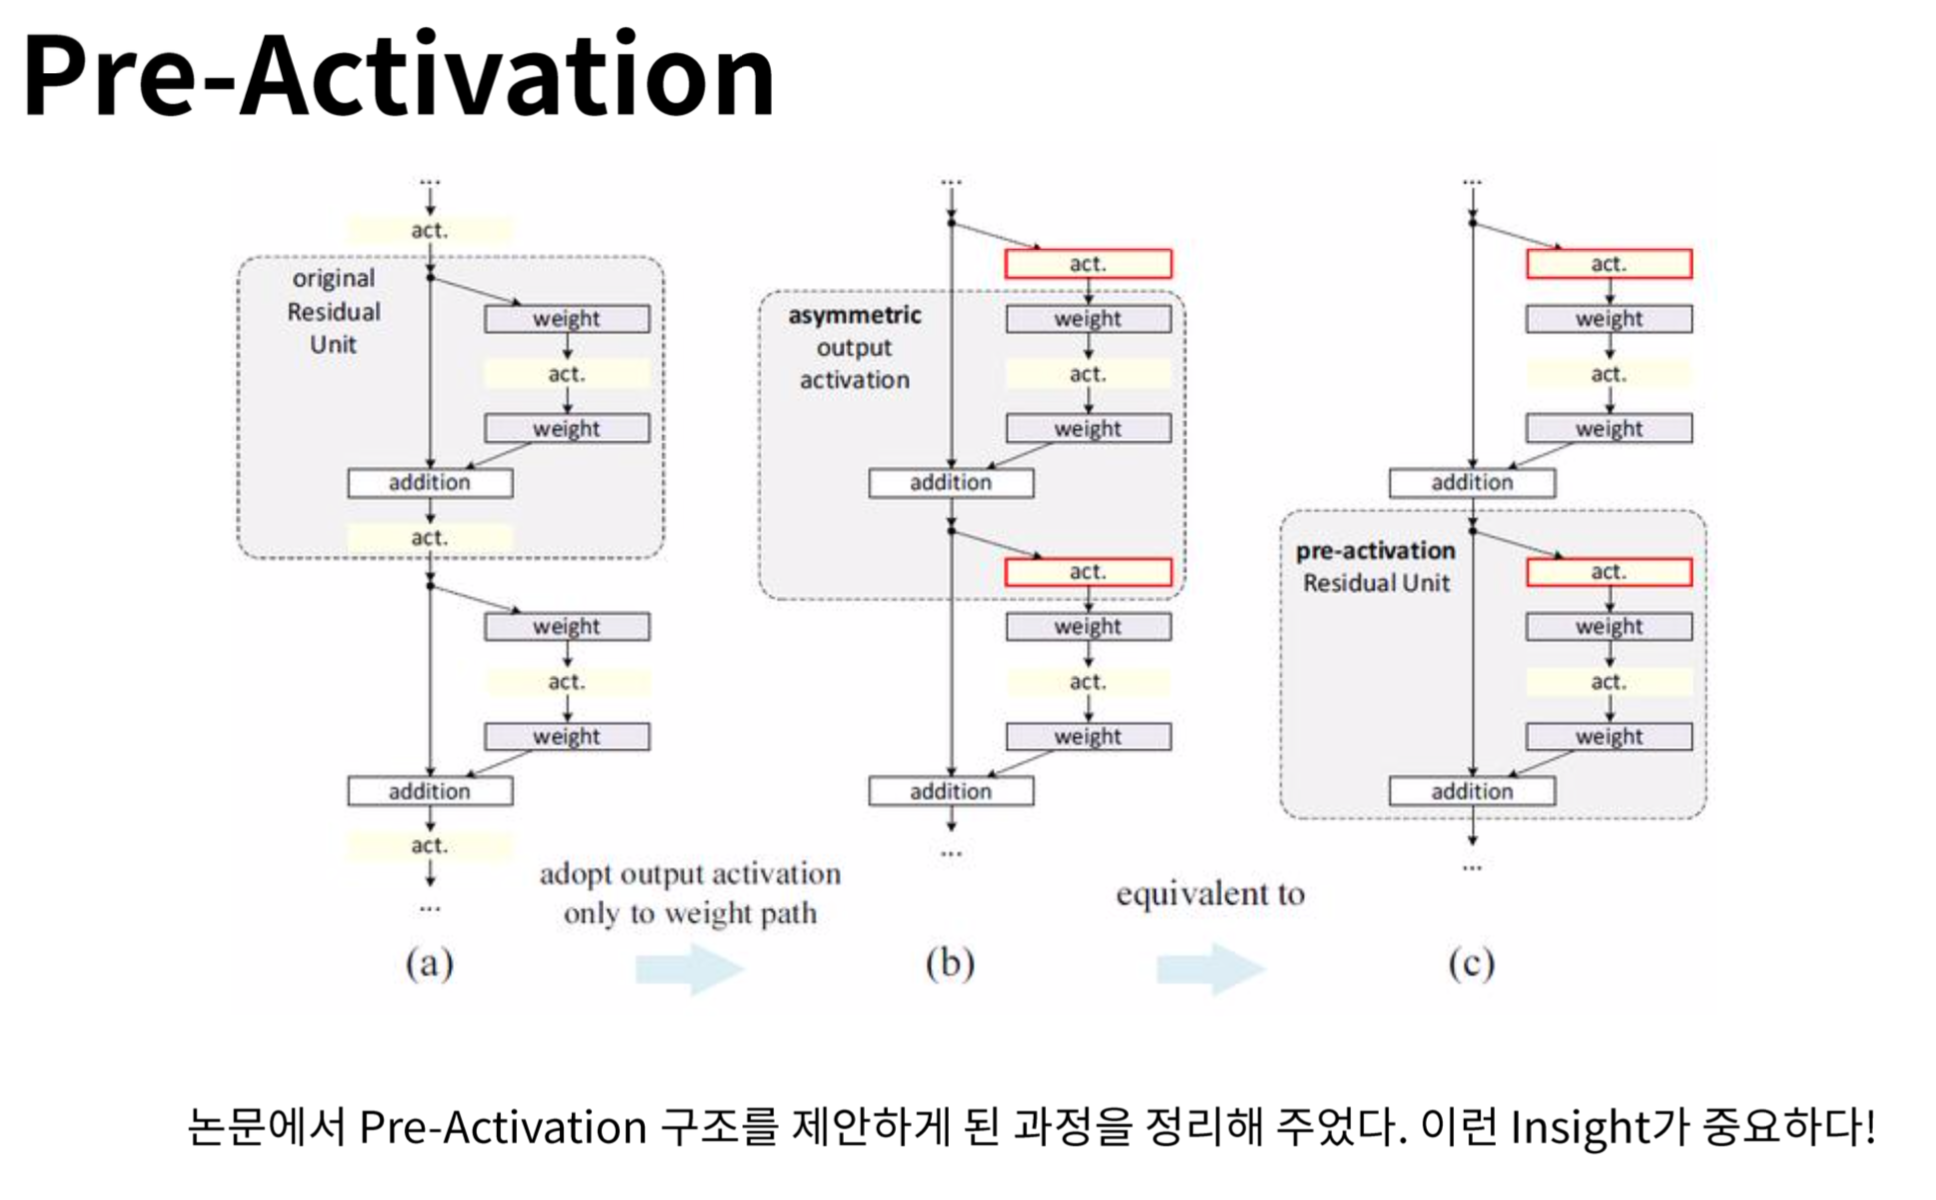 Pre-Activation
...
act.
original
Residual
Unit
weight
act.
weight
addition
act.
weight
act.
weight
addition
act.
...
(a)
adopt output activation
only to weight path
...
act.
asymmetric
output
activation
weight
act.
weight
addition
act.
weight
act.
weight
addition
...
(b)
equivalent to
...
act.
weight
act.
weight
addition
pre-activation
Residual Unit
act.
weight
act.
weight
addition
...
(c)
논문에서 Pre-Activation 구조를 제안하게 된 과정을 정리해 주었다. 이런 Insight가 중요하다!